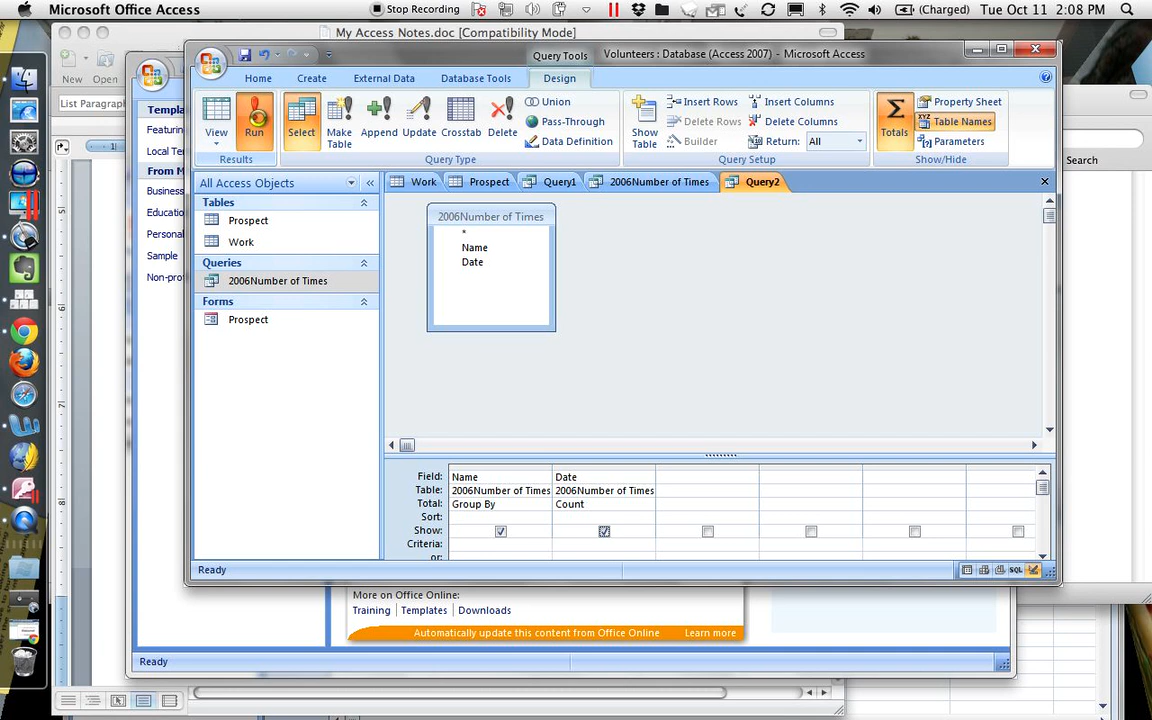 Microsoft Office Access
Stop Recording
(Charged)
Tue Oct 11 2:08 PM
My Access Notes.doc [Compatibility Mode]
New
Open
List Paragraph
Templa
Featurin
Local Te
From M
Business
Educatio
Personal
Sample
Non-prof
Query Tools
Volunteers : Database (Access 2007) - Microsoft Access
Home
Create
External Data
Database Tools
Design
View
Run
Select
Make Table
Append
Update
Crosstab
Delete
Union
Pass-Through
Data Definition
Show Table
Insert Rows
Delete Rows
Builder
Insert Columns
Delete Columns
Return: All
Totals
Property Sheet
Table Names
Parameters
Results
Query Type
Query Setup
Show/Hide
Search
All Access Objects
Tables
Prospect
Work
Queries
2006Number of Times
Forms
Prospect
Work
Prospect
Query1
2006Number of Times
Query2
2006Number of Times
*
Name
Date
Field: Name Date
Table: 2006Number of Times 2006Number of Times
Total: Group By Count
Sort:
Show:
Criteria:
or:
Ready
SQL
More on Office Online:
Training
Templates
Downloads
Automatically update this content from Office Online
Learn more
Ready